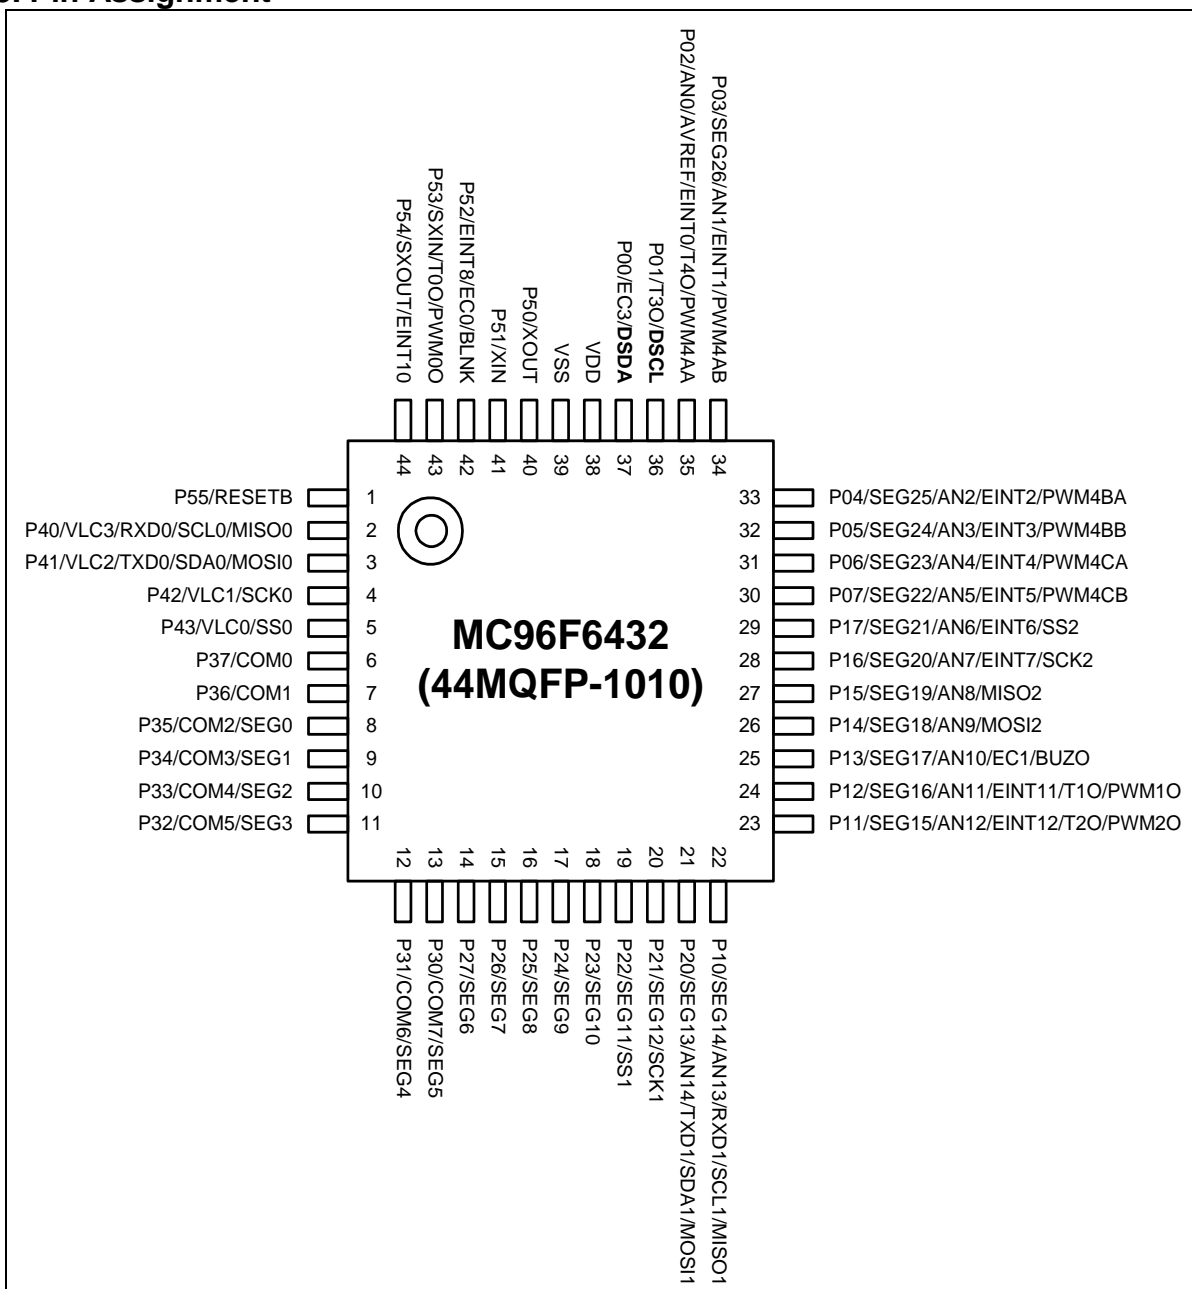 Pin Assignment
P02/AN0/AVREF/EINT0/T4O/PWM4AA
P03/SEG26/AN1/EINT1/PWM4AB
P54/SXOUT/EINT10
P53/SXIN/T0O/PWM0O
P52/EINT8/EC0/BLNK
P51/XIN
P50/XOUT
VSS
VDD
P00/EC3/DSDA
P01/T3O/DSCL
44 43 42 41 40 39 38 37 36 35 34
P55/RESETB 1
P40/VLC3/RXD0/SCL0/MISO0 2
P41/VLC2/TXD0/SDA0/MOSI0 3
P42/VLC1/SCK0 4
P43/VLC0/SS0 5
P37/COM0 6
P36/COM1 7
P35/COM2/SEG0 8
P34/COM3/SEG1 9
P33/COM4/SEG2 10
P32/COM5/SEG3 11
MC96F6432
(44MQFP-1010)
33 P04/SEG25/AN2/EINT2/PWM4BA
32 P05/SEG24/AN3/EINT3/PWM4BB
31 P06/SEG23/AN4/EINT4/PWM4CA
30 P07/SEG22/AN5/EINT5/PWM4CB
29 P17/SEG21/AN6/EINT6/SS2
28 P16/SEG20/AN7/EINT7/SCK2
27 P15/SEG19/AN8/MISO2
26 P14/SEG18/AN9/MOSI2
25 P13/SEG17/AN10/EC1/BUZO
24 P12/SEG16/AN11/EINT11/T1O/PWM1O
23 P11/SEG15/AN12/EINT12/T2O/PWM2O
12 13 14 15 16 17 18 19 20 21 22
P31/COM6/SEG4
P30/COM7/SEG5
P27/SEG6
P26/SEG7
P25/SEG8
P24/SEG9
P23/SEG10
P22/SEG11/SS1
P21/SEG12/SCK1
P20/SEG13/AN14/TXD1/SDA1/MOSI1
P10/SEG14/AN13/RXD1/SCL1/MISO1